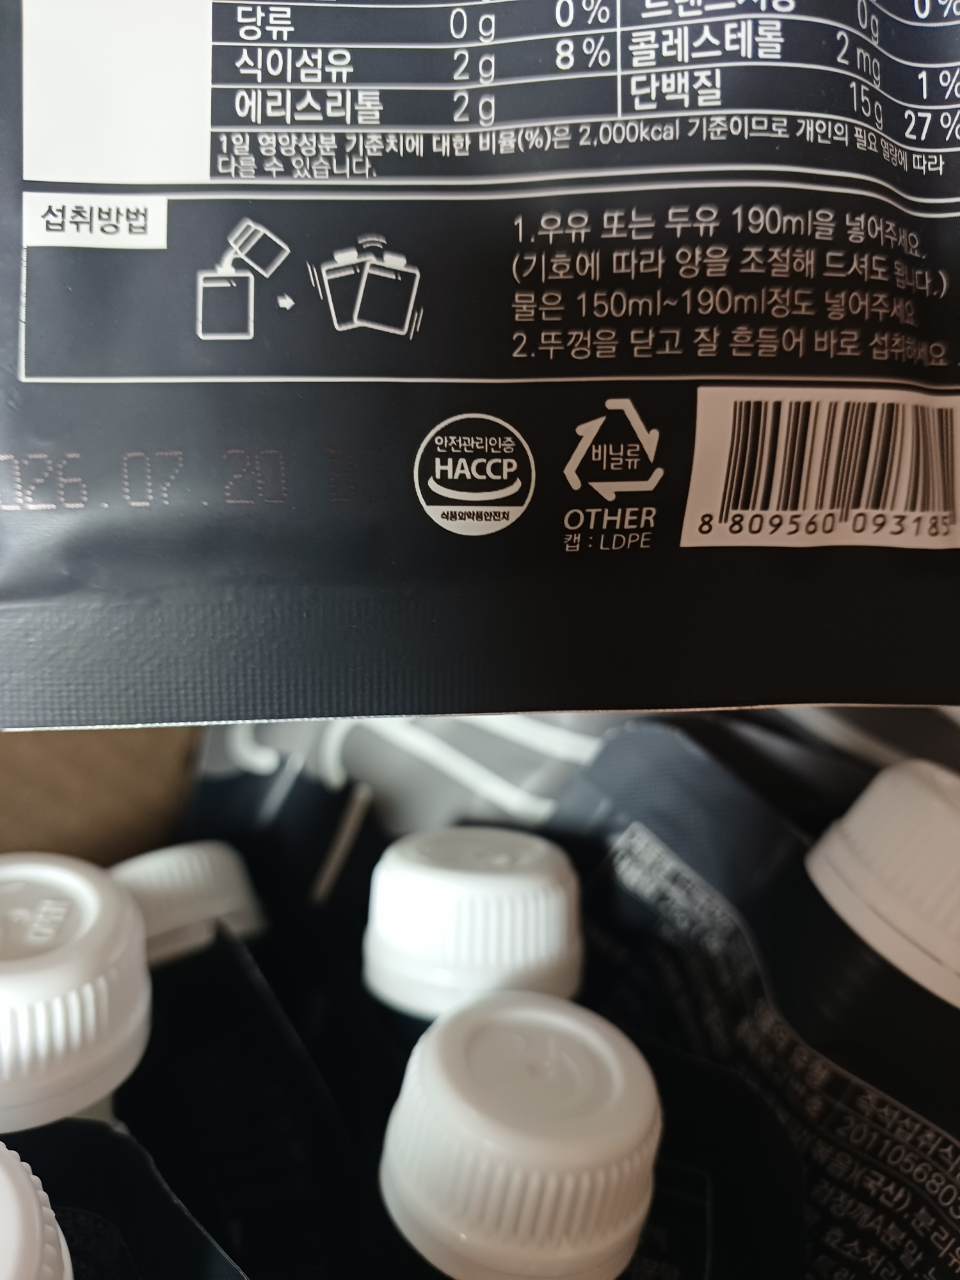 당류 0g 0%
식이섬유 2g 8%
에리스리톨 2g
0g 0%
콜레스테롤 2mg 1%
단백질 15g 27%
1일 영양성분 기준치에 대한 비율(%)은 2,000kcal 기준이므로 개인의 필요 열량에 따라
다를 수 있습니다.
섭취방법
1.우유 또는 두유 190ml을 넣어주세요.
(기호에 따라 양을 조절해 드셔도 됩니다.)
물은 150ml~190ml정도 넣어주세요
2.뚜껑을 닫고 잘 흔들어 바로 섭취하세요
026.07.20
안전관리인증
HACCP
식품의약품안전처
비닐류
OTHER
캡 : LDPE
8 809560 093185